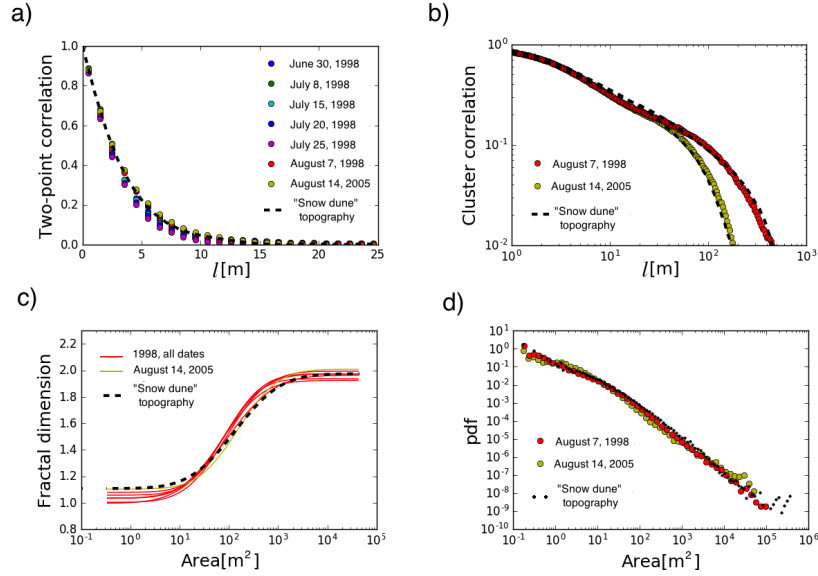 a)
Two-point correlation
1.0
0.8
0.6
0.4
0.2
0.0
0
5
10
15
20
25
l[m]
June 30, 1998
July 8, 1998
July 15, 1998
July 20, 1998
July 25, 1998
August 7, 1998
August 14, 2005
"Snow dune"
topography
b)
Cluster correlation
10⁰
10⁻¹
10⁻²
10⁰
10¹
10²
10³
l[m]
August 7, 1998
August 14, 2005
"Snow dune"
topography
c)
Fractal dimension
2.2
2.0
1.8
1.6
1.4
1.2
1.0
0.8
10⁻¹
10⁰
10¹
10²
10³
10⁴
10⁵
Area[m²]
1998, all dates
August 14, 2005
"Snow dune"
topography
d)
pdf
10¹
10⁰
10⁻¹
10⁻²
10⁻³
10⁻⁴
10⁻⁵
10⁻⁶
10⁻⁷
10⁻⁸
10⁻⁹
10⁻¹⁰
10⁻¹
10⁰
10¹
10²
10³
10⁴
10⁵
10⁶
Area[m²]
August 7, 1998
August 14, 2005
"Snow dune"
topography